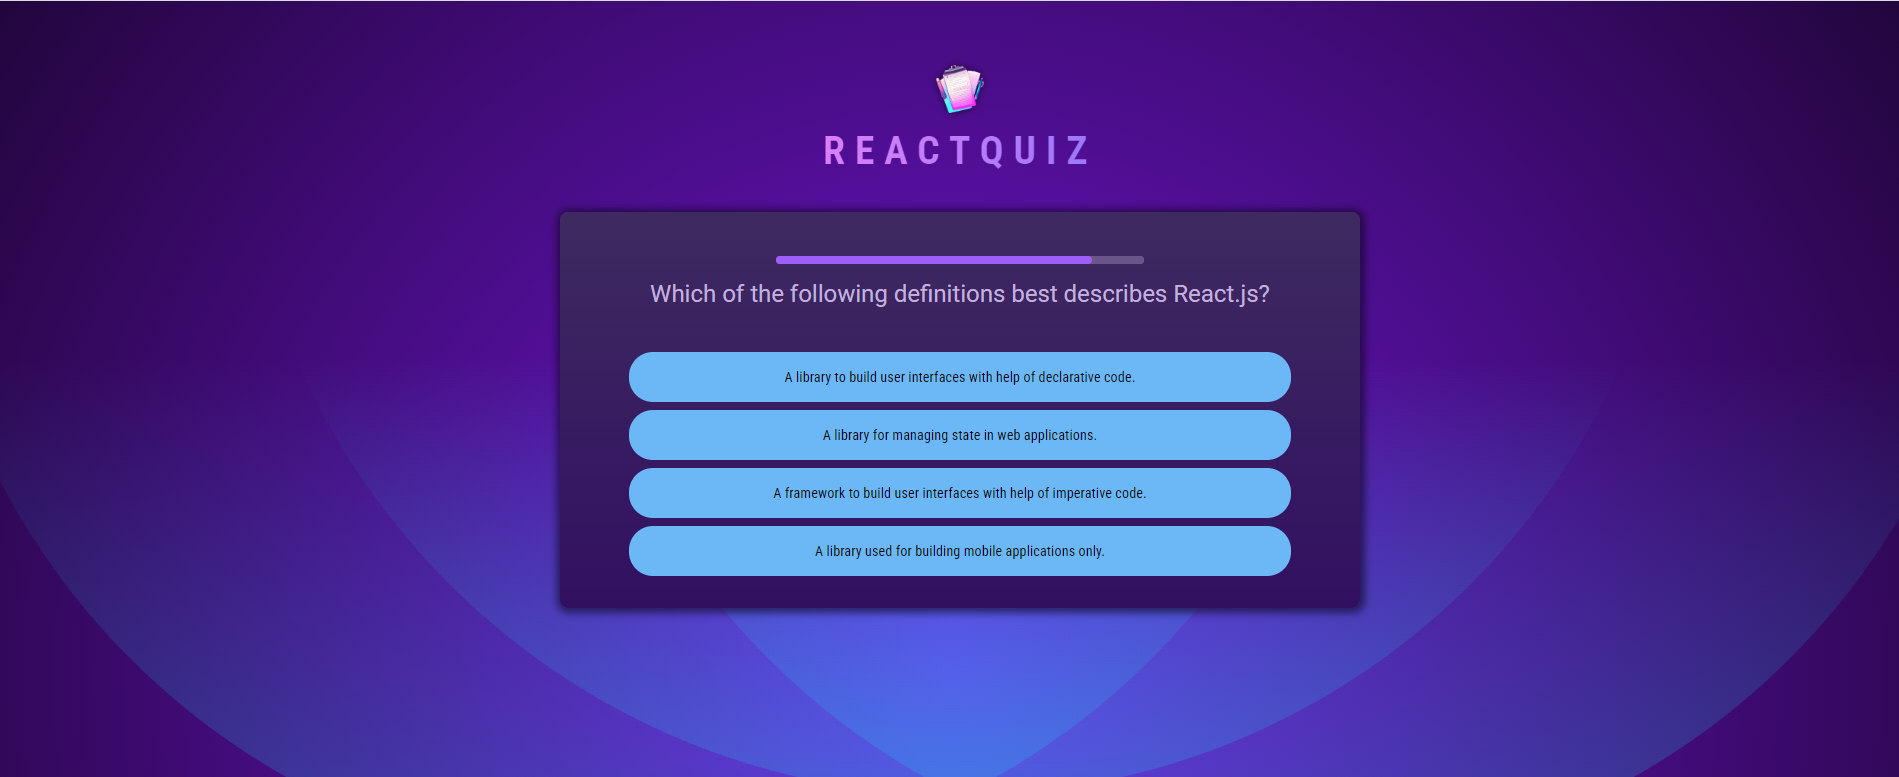 REACTQUIZ
Which of the following definitions best describes React.js?
A library to build user interfaces with help of declarative code.
A library for managing state in web applications.
A framework to build user interfaces with help of imperative code.
A library used for building mobile applications only.